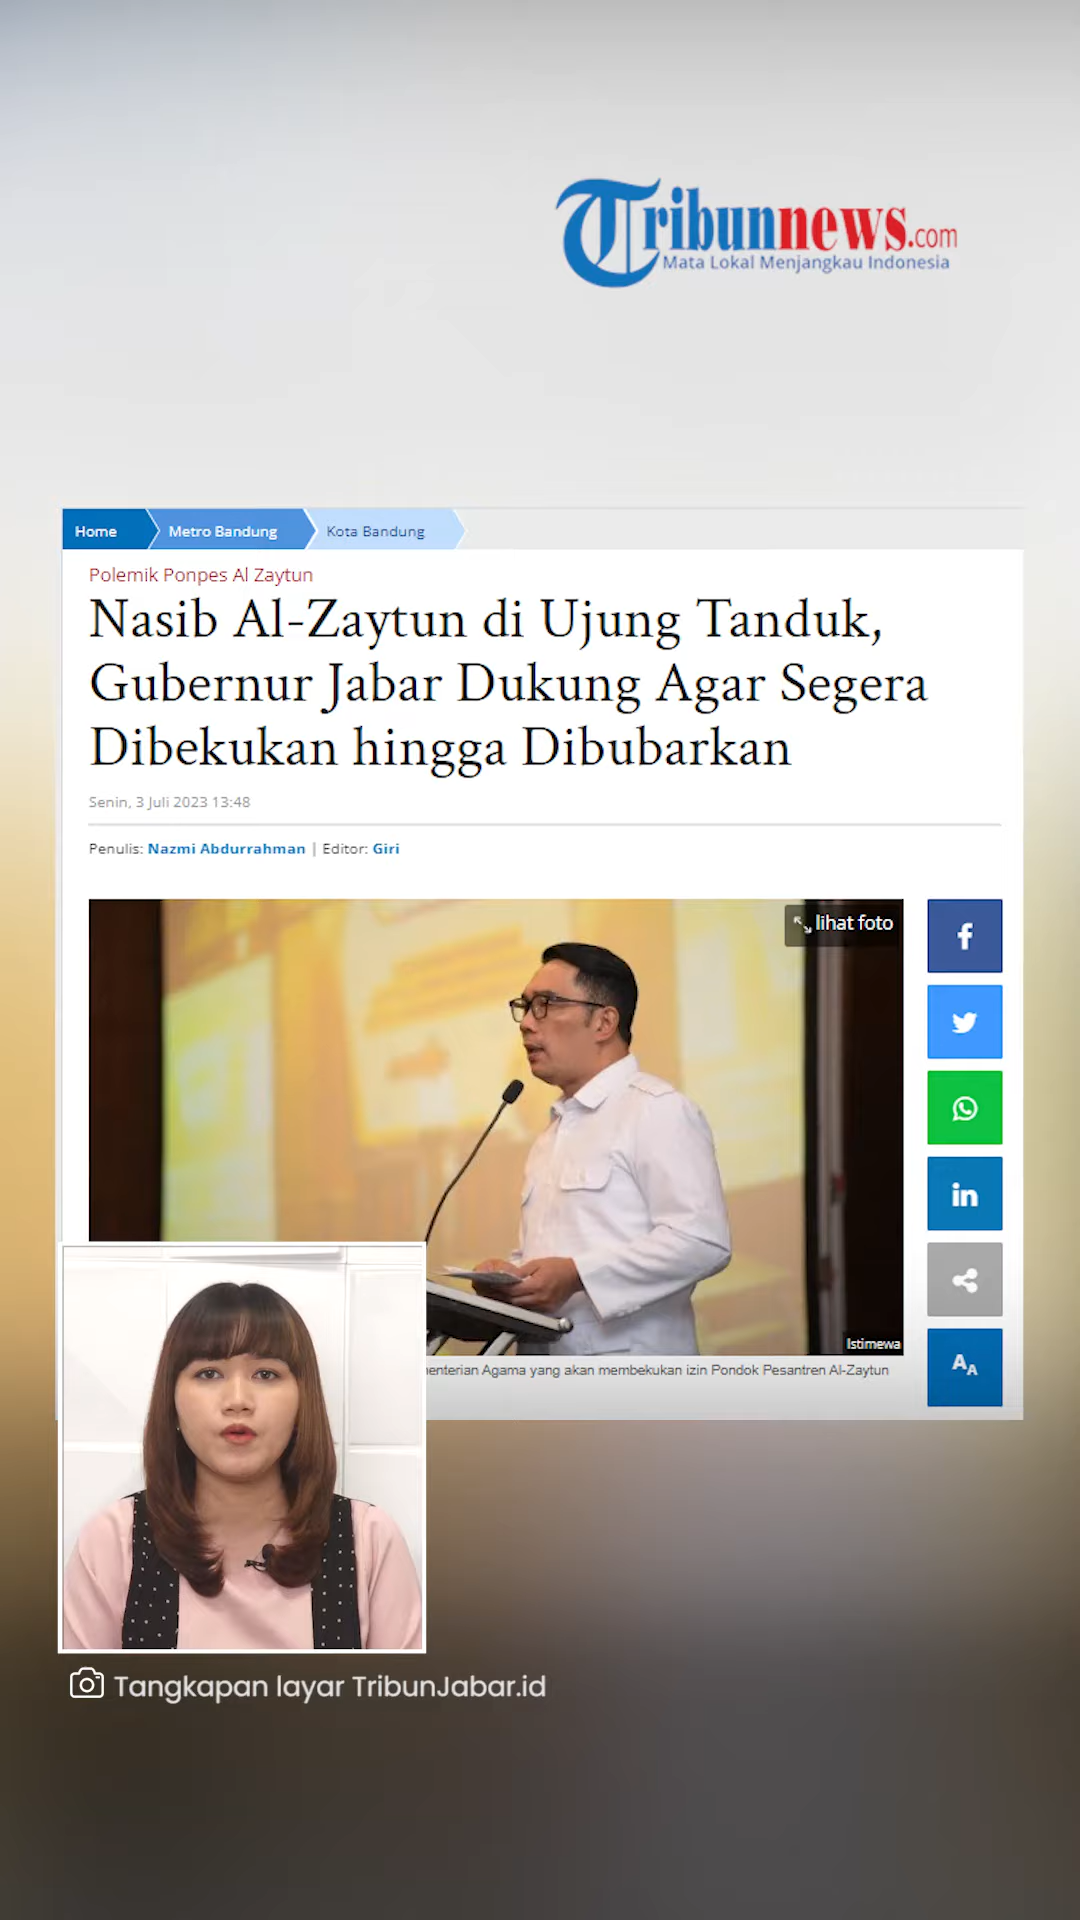 Tribunnews.com
Mata Lokal Menjangkau Indonesia
Home
Metro Bandung
Kota Bandung
Polemik Ponpes Al Zaytun
Nasib Al-Zaytun di Ujung Tanduk,
Gubernur Jabar Dukung Agar Segera
Dibekukan hingga Dibubarkan
Senin, 3 Juli 2023 13:48
Penulis: Nazmi Abdurrahman | Editor: Giri
lihat foto
Istimewa
Agama yang akan membekukan izin Pondok Pesantren Al-Zaytun
AA
Tangkapan layar TribunJabar.id